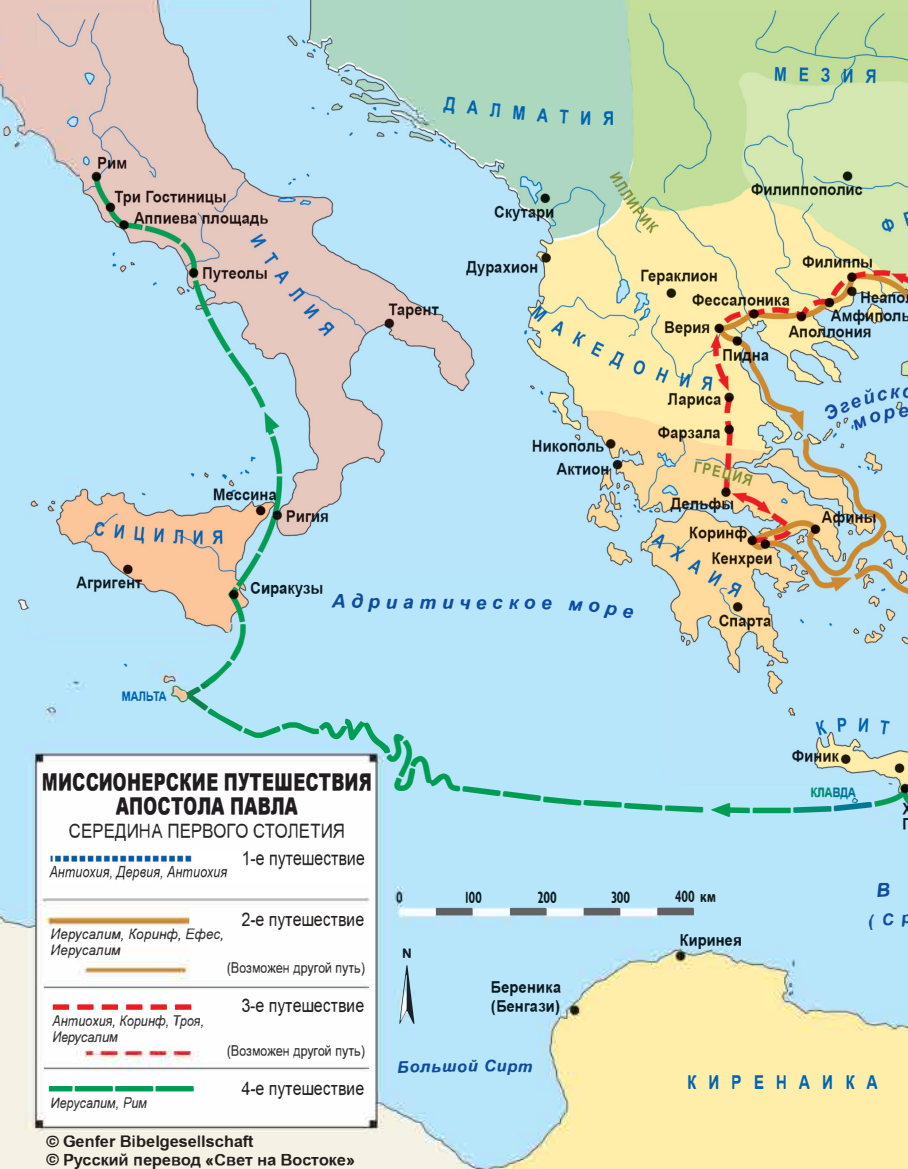 МЕЗИЯ
ДАЛМАТИЯ
Рим
Три Гостиницы
Аппиева площадь
ИТАЛИЯ
Путеолы
Тарент
Скутари
ИЛЛИРИК
Филиппополис
Дурахион
Гераклион
Филиппы
Фессалоника
Неапол
Амфиполь
Аполлония
Верия
Пидна
МАКЕДОНИЯ
Лариса
Эгейско
море
Фарзала
Никополь
Актион
ГРЕЦИЯ
Дельфы
Мессина
Ригия
СИЦИЛИЯ
Коринф
Афины
Кенхреи
АХАИЯ
Агригент
Сиракузы
Адриатическое море
Спарта
МАЛЬТА
КРИТ
Финик
КЛАВДА
МИССИОНЕРСКИЕ ПУТЕШЕСТВИЯ
АПОСТОЛА ПАВЛА
СЕРЕДИНА ПЕРВОГО СТОЛЕТИЯ
1-е путешествие
Антиохия, Дервия, Антиохия
2-е путешествие
Иерусалим, Коринф, Ефес,
Иерусалим
(Возможен другой путь)
3-е путешествие
Антиохия, Коринф, Троя,
Иерусалим
(Возможен другой путь)
4-е путешествие
Иерусалим, Рим
0 100 200 300 400 км
N
В
(Ср
Киринея
Береника
(Бенгази)
Большой Сирт
КИРЕНАИКА
© Genfer Bibelgesellschaft
© Русский перевод «Свет на Востоке»